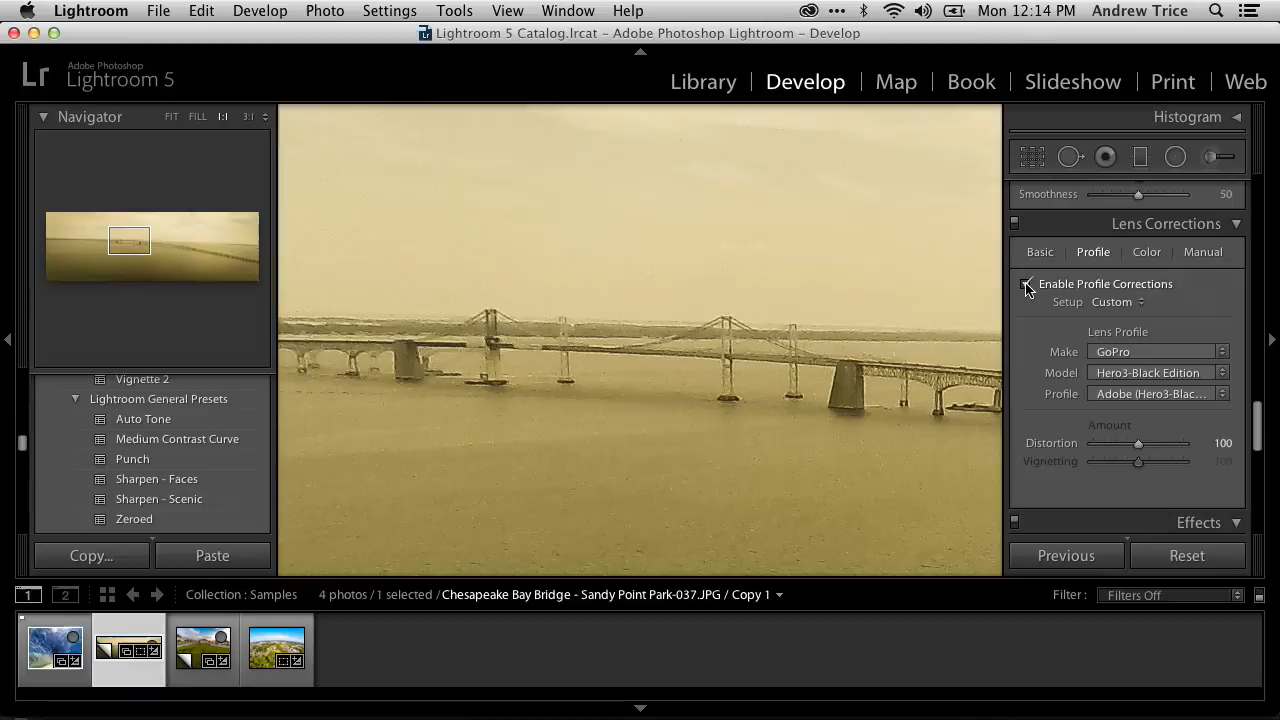 Lightroom File Edit Develop Photo Settings Tools View Window Help Mon 12:14 PM Andrew Trice
Lr Lightroom 5 Catalog.lrcat – Adobe Photoshop Lightroom – Develop
Lr Adobe Photoshop
Lightroom 5
Library | Develop | Map | Book | Slideshow | Print | Web
Navigator FIT FILL 1:1 3:1
Histogram
Smoothness 50
Lens Corrections
Basic Profile Color Manual
Enable Profile Corrections
Setup Custom
Lens Profile
Make GoPro
Model Hero3-Black Edition
Profile Adobe (Hero3-Blac...
Amount
Distortion 100
Vignetting 100
Effects
Vignette 2
Lightroom General Presets
Auto Tone
Medium Contrast Curve
Punch
Sharpen - Faces
Sharpen - Scenic
Zeroed
Copy... Paste
Previous Reset
1 2 Collection : Samples 4 photos / 1 selected / Chesapeake Bay Bridge - Sandy Point Park-037.JPG / Copy 1 Filter : Filters Off